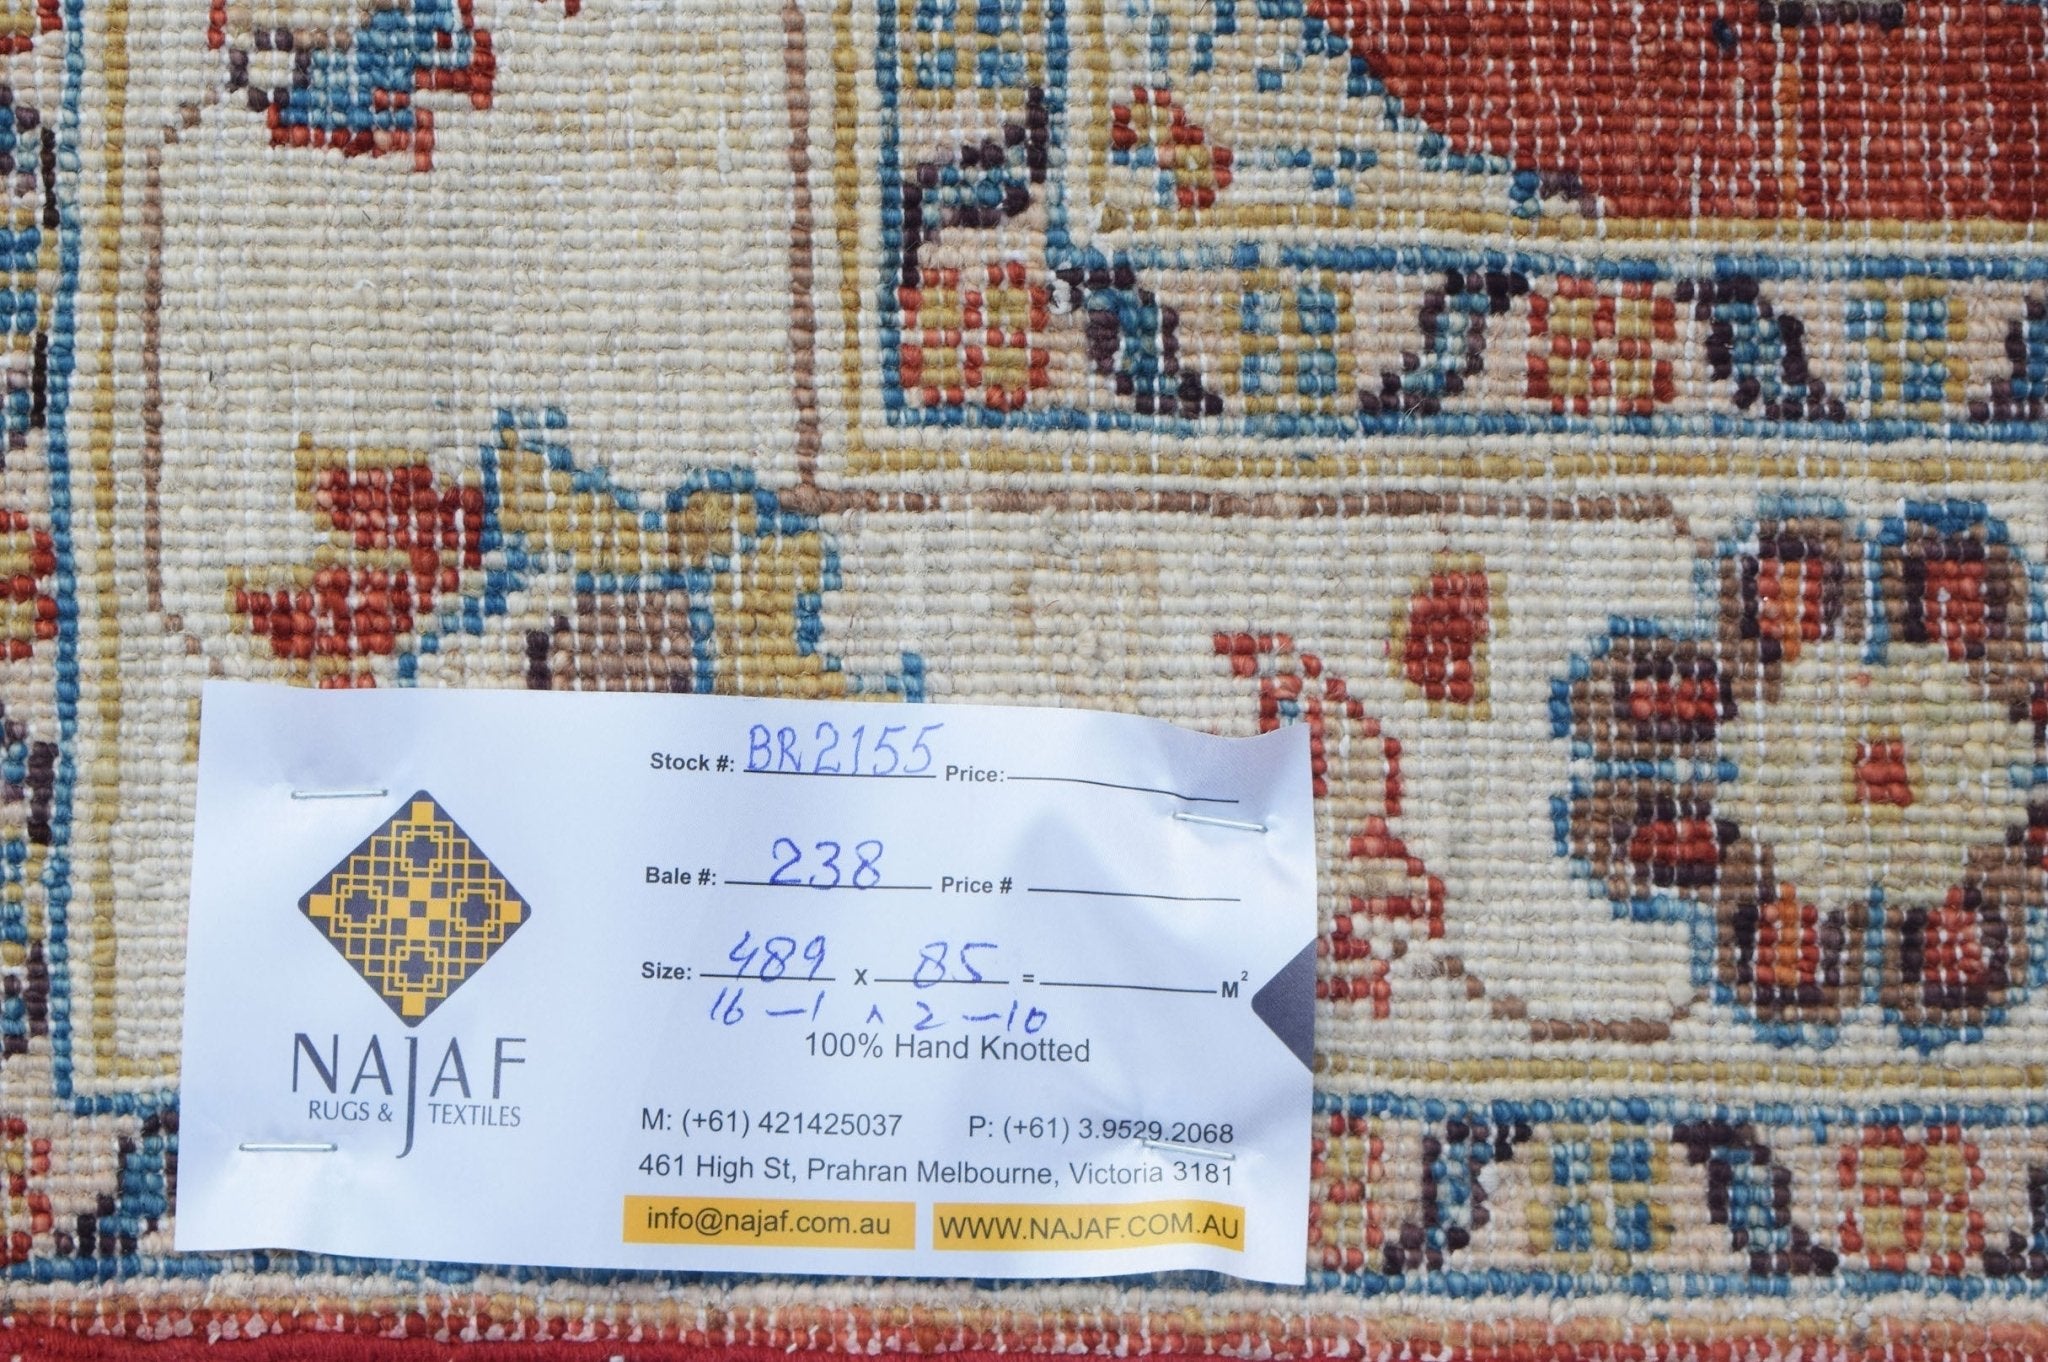 Stock #: BR2155 Price:
Bale #: 238 Price #
Size: 489 x 85 = M²
16-1 x 2-10
100% Hand Knotted
NAJAF
RUGS & TEXTILES
M: (+61) 421425037 P: (+61) 3.9529.2068
461 High St, Prahran Melbourne, Victoria 3181
info@najaf.com.au WWW.NAJAF.COM.AU